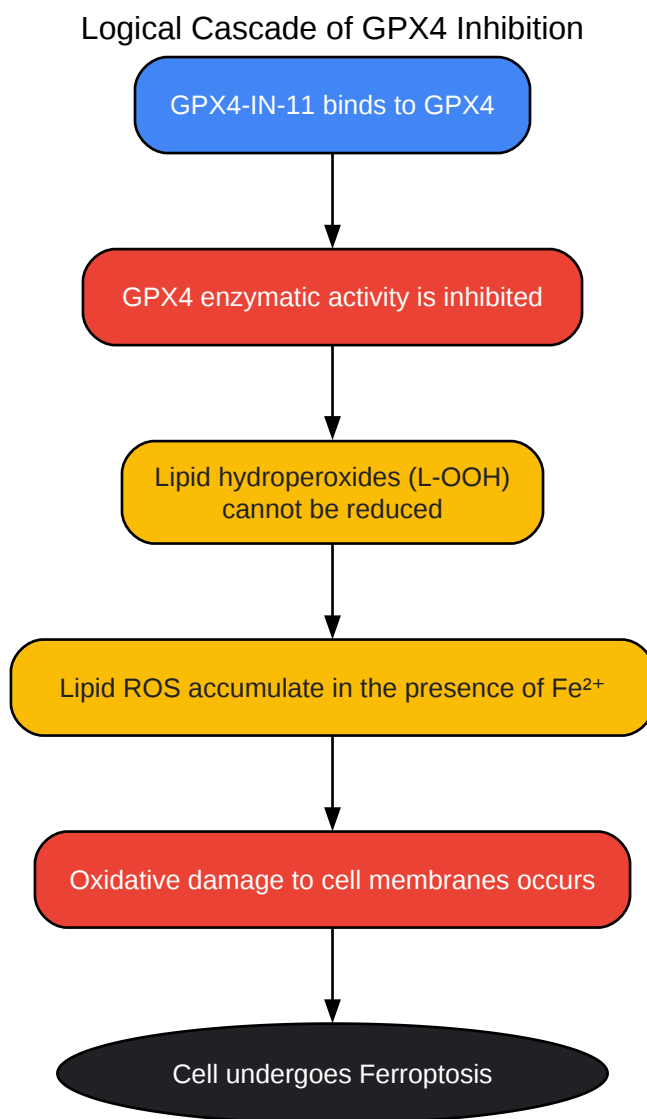 Logical Cascade of GPX4 Inhibition
GPX4-IN-11 binds to GPX4
GPX4 enzymatic activity is inhibited
Lipid hydroperoxides (L-OOH)
cannot be reduced
Lipid ROS accumulate in the presence of Fe²⁺
Oxidative damage to cell membranes occurs
Cell undergoes Ferroptosis